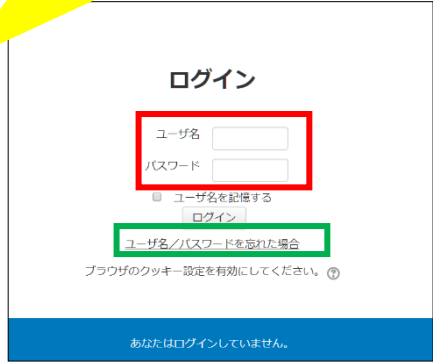 ログイン
ユーザ名
パスワード
ユーザ名を記憶する
ログイン
ユーザ名/パスワードを忘れた場合
ブラウザのクッキー設定を有効にしてください。 ?
あなたはログインしていません。